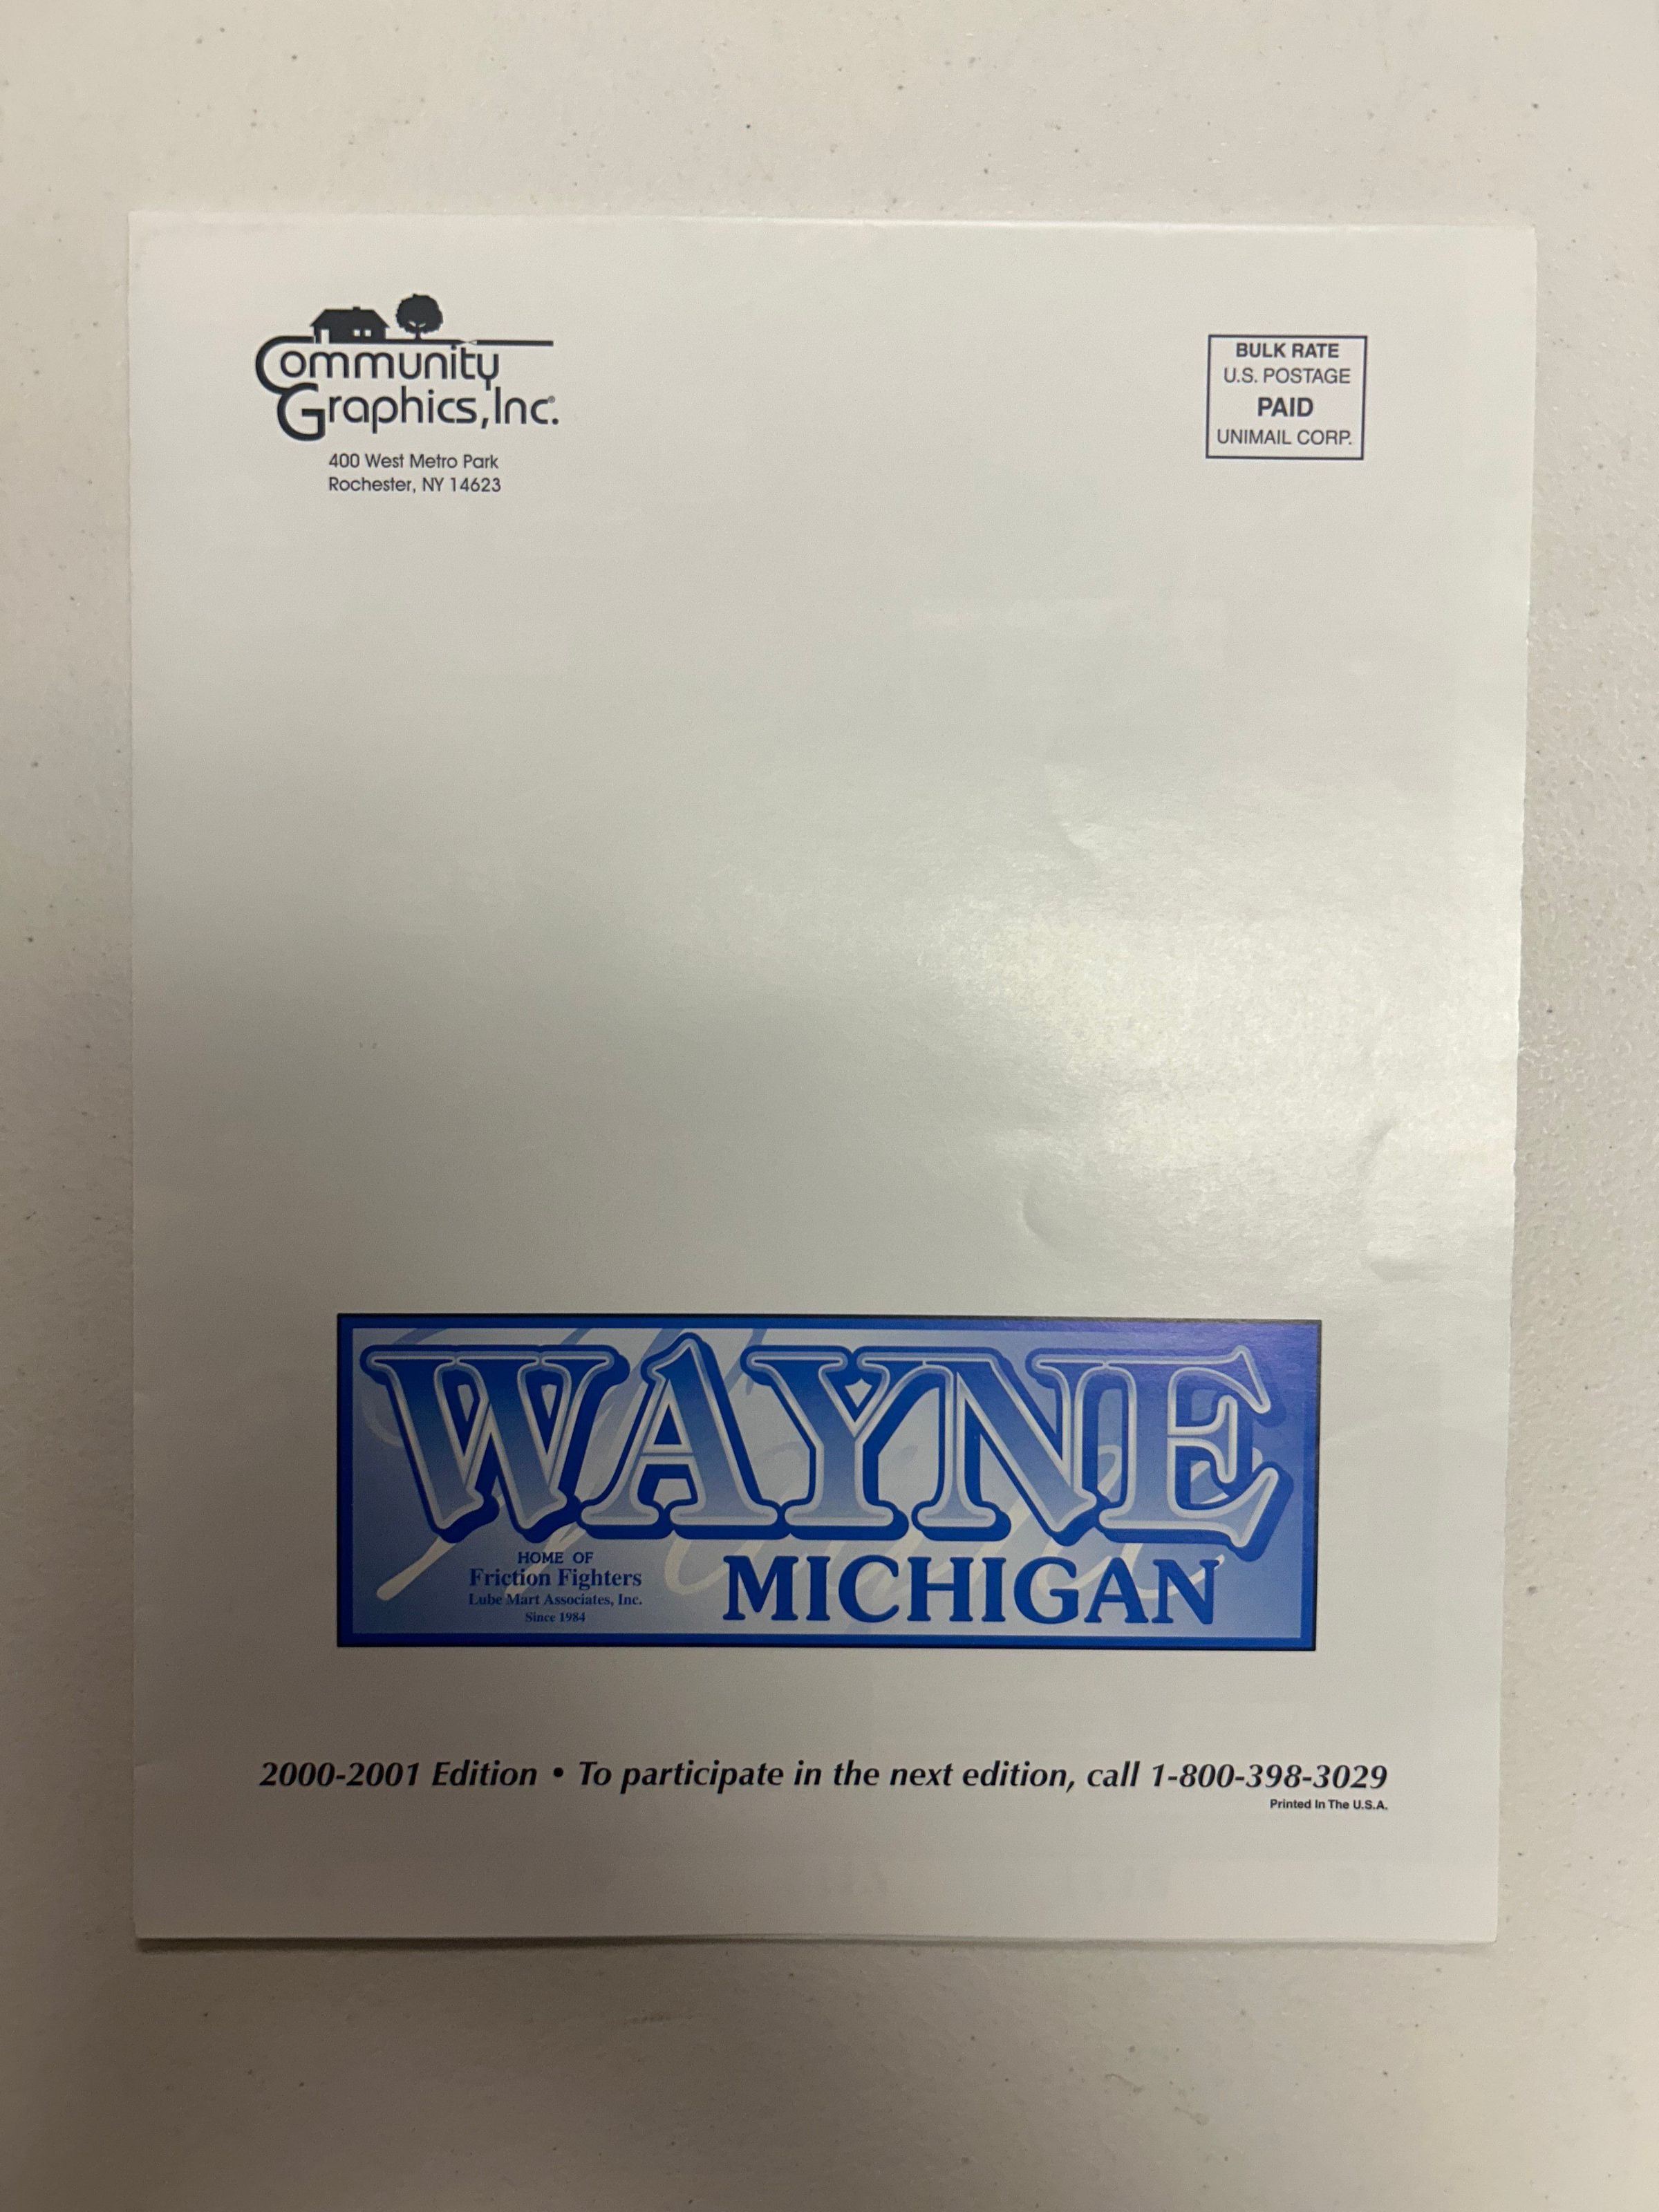 Community
Graphics, Inc.
400 West Metro Park
Rochester, NY 14623
BULK RATE
U.S. POSTAGE
PAID
UNIMAIL CORP.
WAYNE
MICHIGAN
HOME OF
Friction Fighters
Lube Mart Associates, Inc.
Since 1984
2000-2001 Edition • To participate in the next edition, call 1-800-398-3029
Printed In The U.S.A.